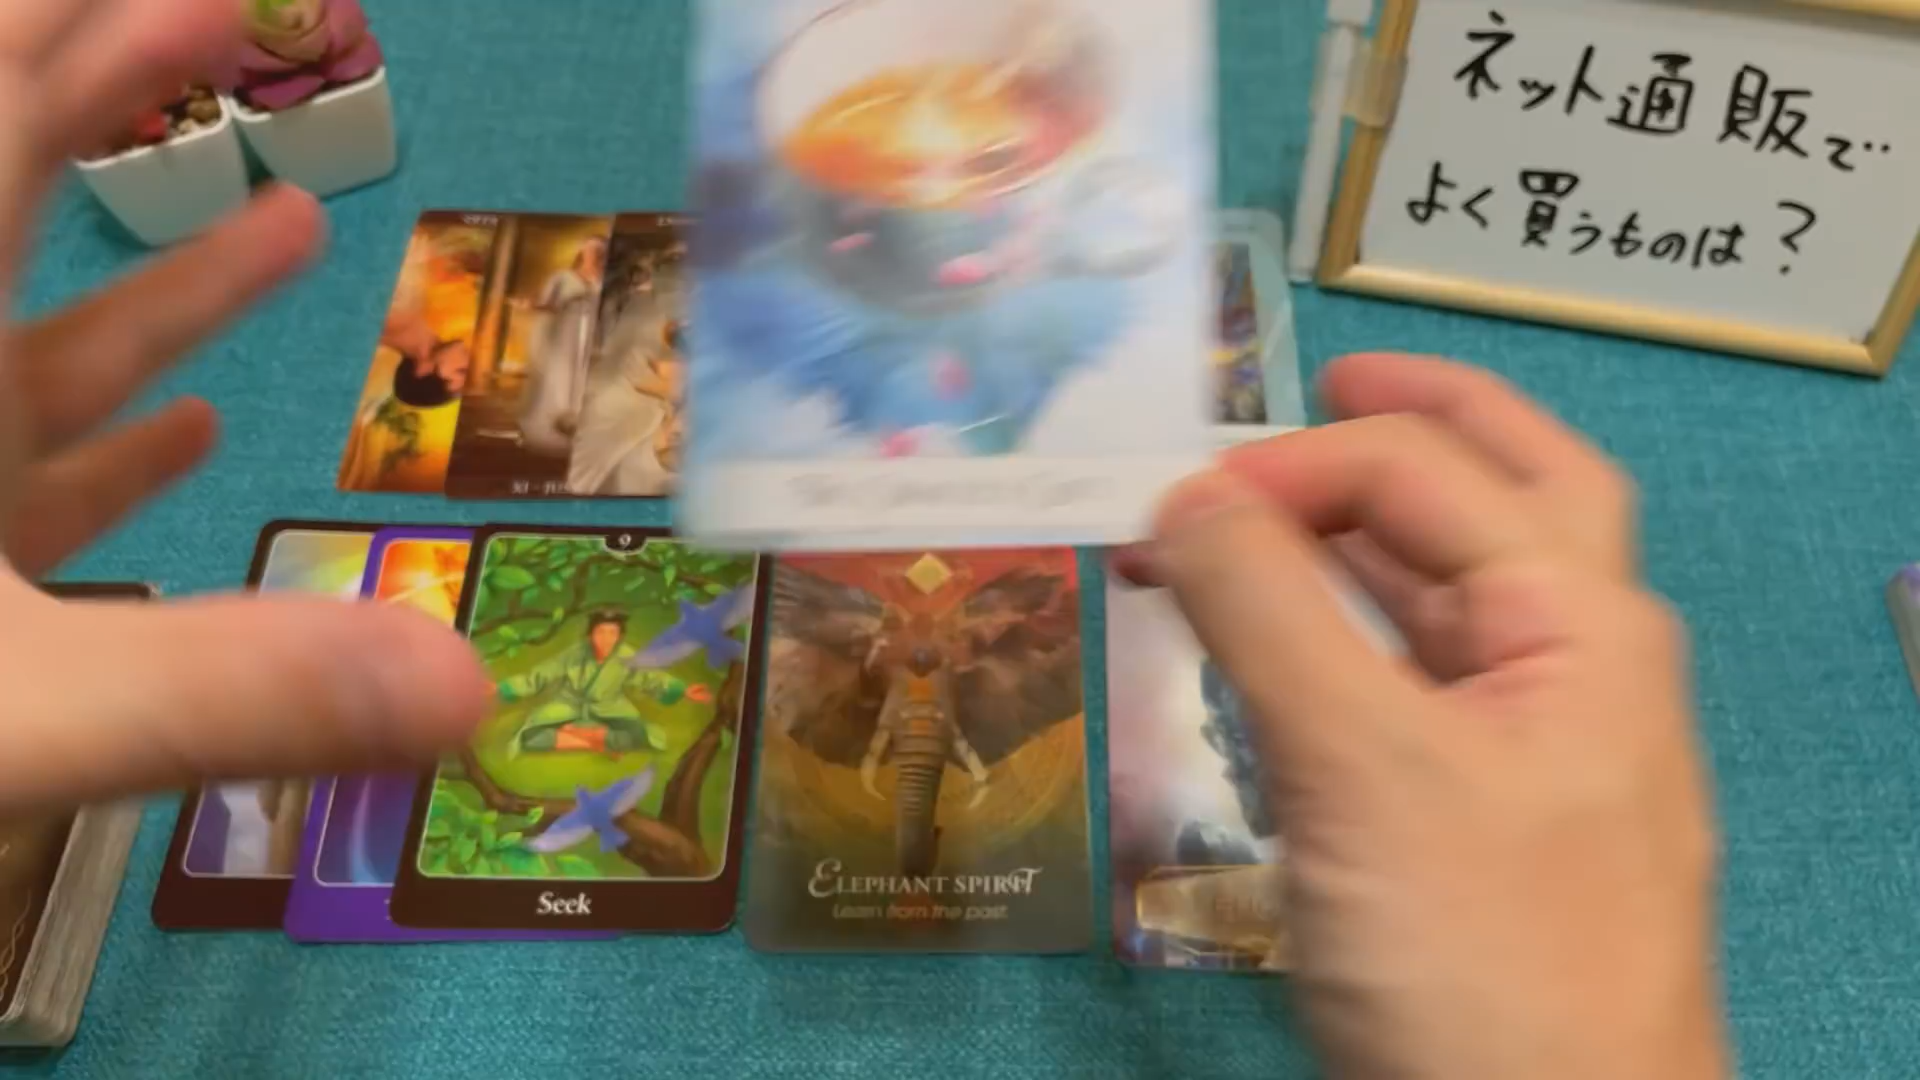 ネット通販で
よく買うものは?
9
Seek
ELEPHANT SPIRIT
Learn from the past.